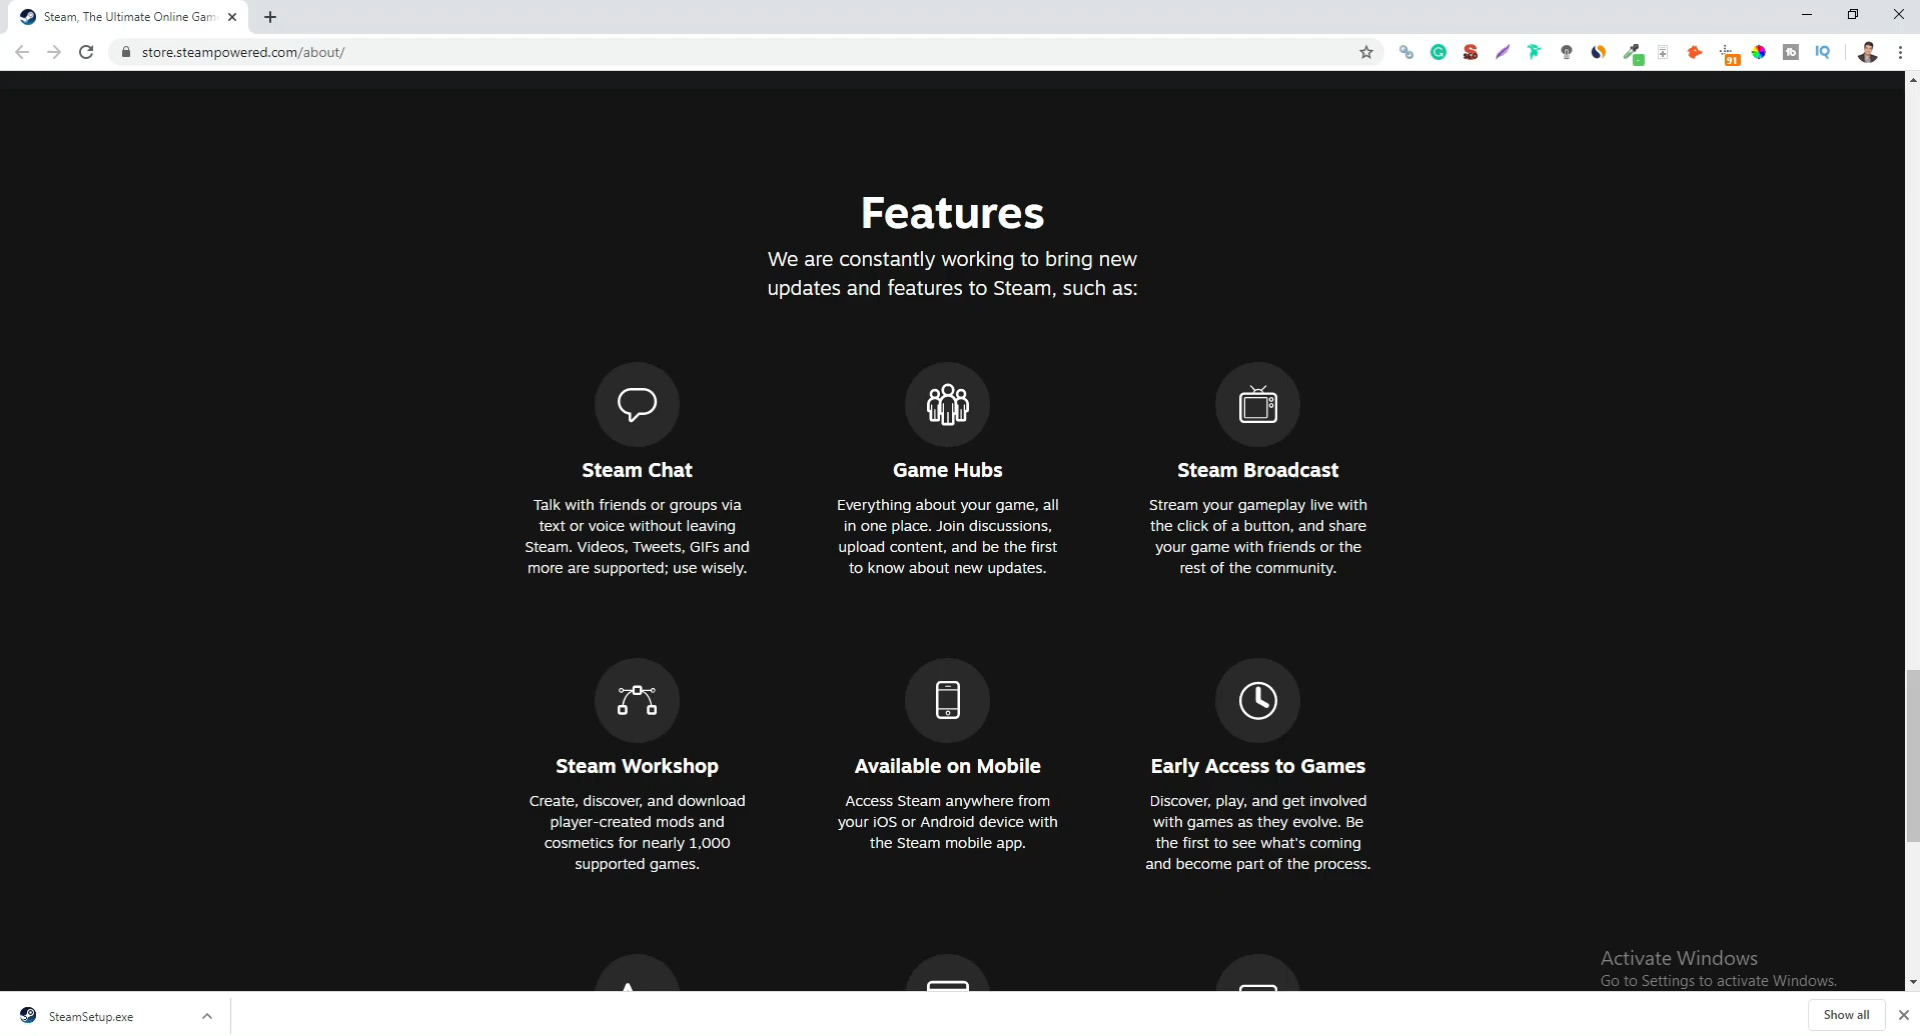 Steam, The Ultimate Online Gam
store.steampowered.com/about/
91
IQ
Features
We are constantly working to bring new
updates and features to Steam, such as:
Steam Chat
Talk with friends or groups via
text or voice without leaving
Steam. Videos, Tweets, GIFs and
more are supported; use wisely.
Game Hubs
Everything about your game, all
in one place. Join discussions,
upload content, and be the first
to know about new updates.
Steam Broadcast
Stream your gameplay live with
the click of a button, and share
your game with friends or the
rest of the community.
Steam Workshop
Create, discover, and download
player-created mods and
cosmetics for nearly 1,000
supported games.
Available on Mobile
Access Steam anywhere from
your iOS or Android device with
the Steam mobile app.
Early Access to Games
Discover, play, and get involved
with games as they evolve. Be
the first to see what's coming
and become part of the process.
Activate Windows
Go to Settings to activate Windows.
SteamSetup.exe
Show all